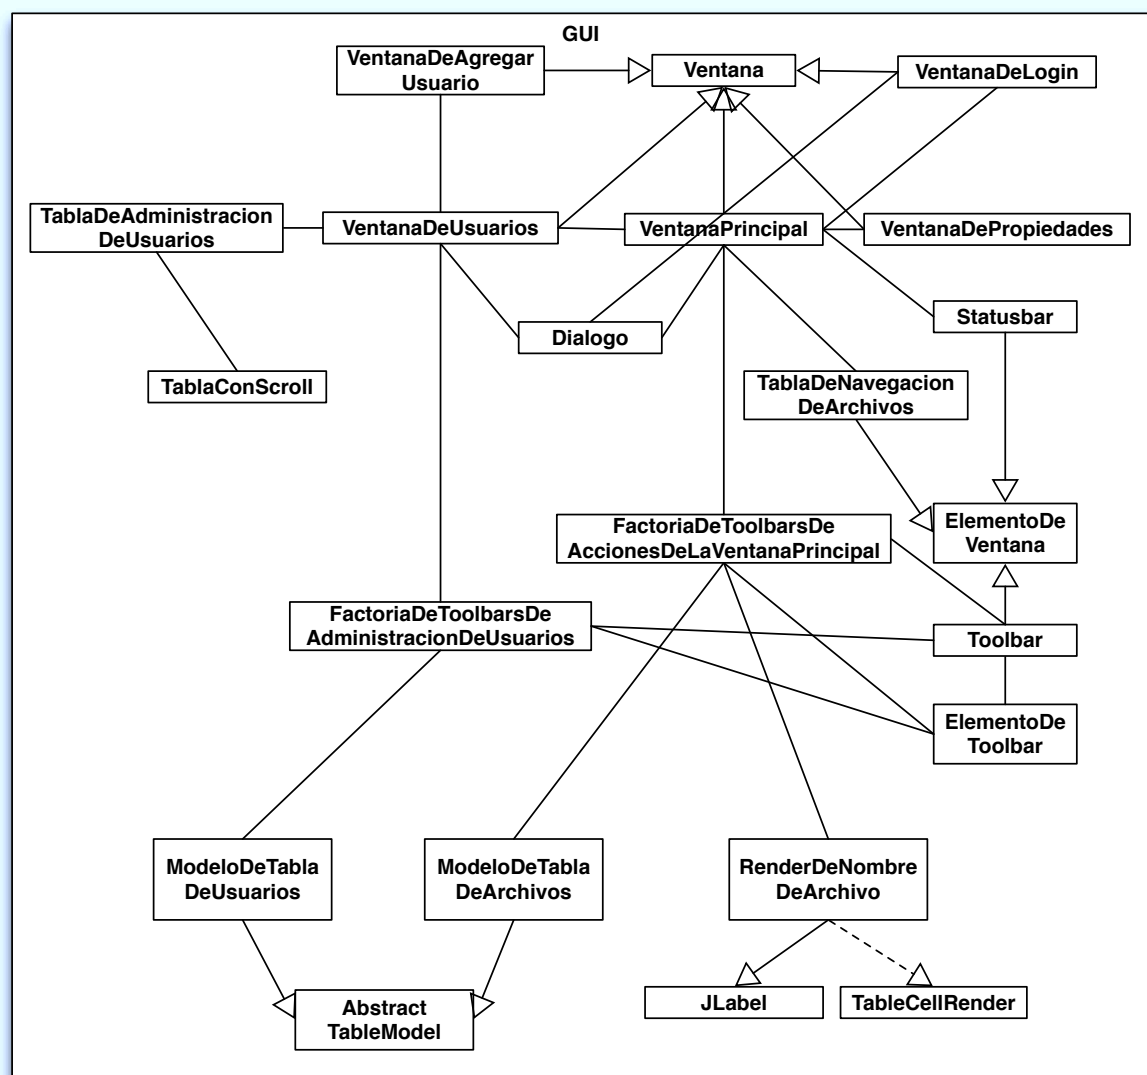 GUI
VentanaDeAgregar
Usuario
Ventana
VentanaDeLogin
TablaDeAdministracion
DeUsuarios
VentanaDeUsuarios
VentanaPrincipal
VentanaDePropiedades
Dialogo
Statusbar
TablaConScroll
TablaDeNavegacion
DeArchivos
FactoriaDeToolbarsDe
AccionesDeLaVentanaPrincipal
ElementoDe
Ventana
FactoriaDeToolbarsDe
AdministracionDeUsuarios
Toolbar
ElementoDe
Toolbar
ModeloDeTabla
DeUsuarios
ModeloDeTabla
DeArchivos
RenderDeNombre
DeArchivo
Abstract
TableModel
JLabel
TableCellRender